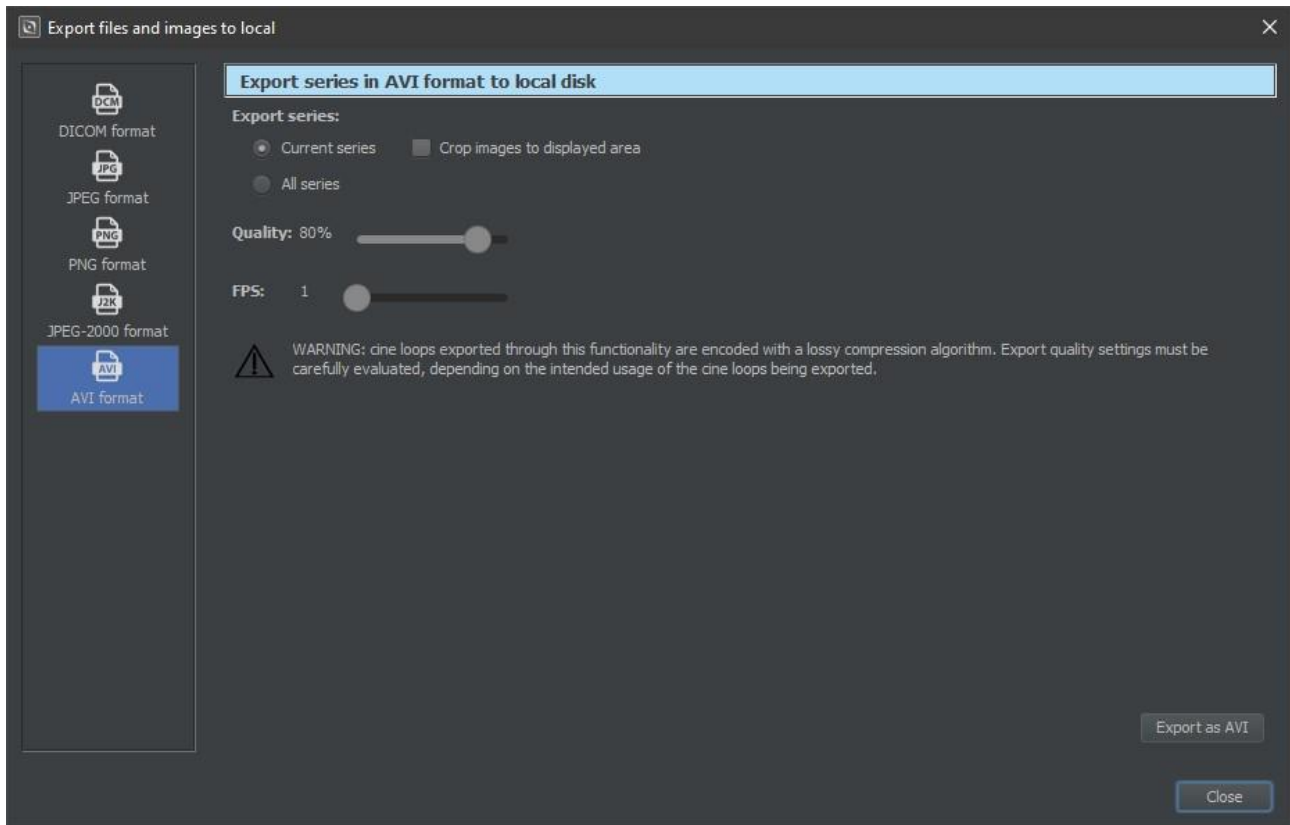 Export files and images to local
DCM
DICOM format
JPG
JPEG format
PNG
PNG format
J2K
JPEG-2000 format
AVI
AVI format
Export series in AVI format to local disk
Export series:
Current series Crop images to displayed area
All series
Quality: 80%
FPS: 1
WARNING: cine loops exported through this functionality are encoded with a lossy compression algorithm. Export quality settings must be
carefully evaluated, depending on the intended usage of the cine loops being exported.
Export as AVI
Close